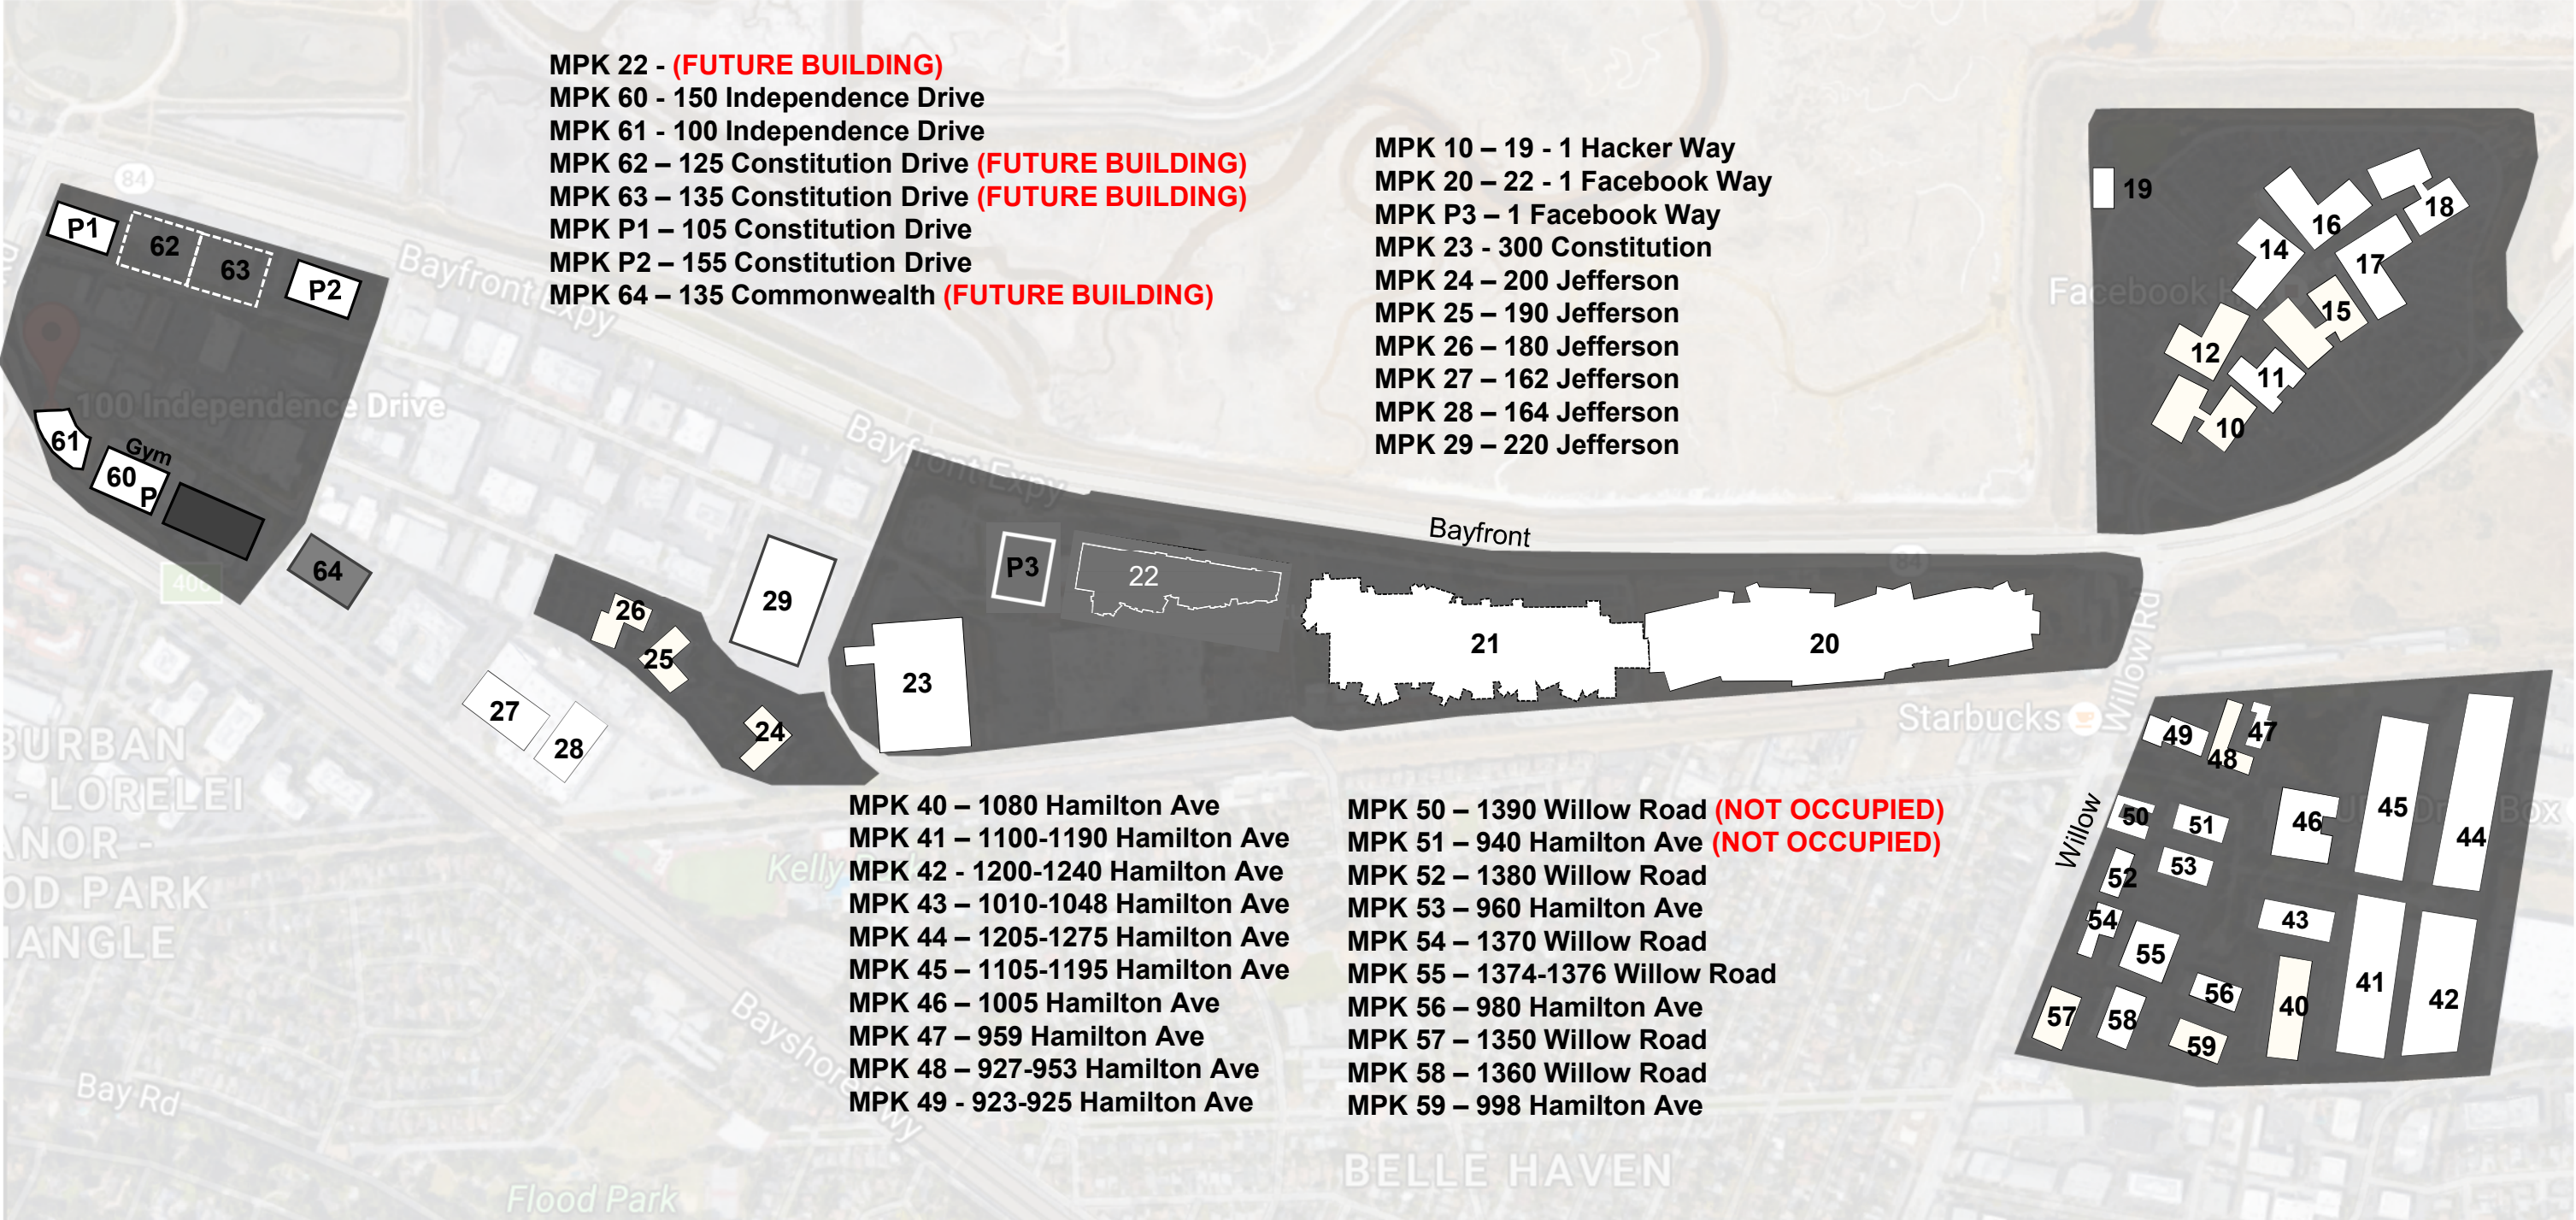 MPK 22 - (FUTURE BUILDING)
MPK 60 - 150 Independence Drive
MPK 61 - 100 Independence Drive
MPK 62 – 125 Constitution Drive (FUTURE BUILDING)
MPK 63 – 135 Constitution Drive (FUTURE BUILDING)
MPK P1 – 105 Constitution Drive
MPK P2 – 155 Constitution Drive
MPK 64 – 135 Commonwealth (FUTURE BUILDING)
MPK 10 – 19 - 1 Hacker Way
MPK 20 – 22 - 1 Facebook Way
MPK P3 – 1 Facebook Way
MPK 23 - 300 Constitution
MPK 24 – 200 Jefferson
MPK 25 – 190 Jefferson
MPK 26 – 180 Jefferson
MPK 27 – 162 Jefferson
MPK 28 – 164 Jefferson
MPK 29 – 220 Jefferson
84
P1
62
63
P2
Bayfront Expy
100 Independence Drive
61
Gym
60
P
64
19
16
18
14
17
Facebook
15
12
11
10
Bayfront Expy
Bayfront
84
P3
22
29
26
25
24
23
27
28
21
20
Willow Rd
Starbucks
49
48
47
50
51
46
45
44
Box
Willow
52
53
54
43
55
56
41
42
40
57
58
59
BURBAN
- LORELEI
ANOR -
OD PARK
IANGLE
Kelly
MPK 40 – 1080 Hamilton Ave
MPK 41 – 1100-1190 Hamilton Ave
MPK 42 - 1200-1240 Hamilton Ave
MPK 43 – 1010-1048 Hamilton Ave
MPK 44 – 1205-1275 Hamilton Ave
MPK 45 – 1105-1195 Hamilton Ave
MPK 46 – 1005 Hamilton Ave
MPK 47 – 959 Hamilton Ave
MPK 48 – 927-953 Hamilton Ave
MPK 49 - 923-925 Hamilton Ave
MPK 50 – 1390 Willow Road (NOT OCCUPIED)
MPK 51 – 940 Hamilton Ave (NOT OCCUPIED)
MPK 52 – 1380 Willow Road
MPK 53 – 960 Hamilton Ave
MPK 54 – 1370 Willow Road
MPK 55 – 1374-1376 Willow Road
MPK 56 – 980 Hamilton Ave
MPK 57 – 1350 Willow Road
MPK 58 – 1360 Willow Road
MPK 59 – 998 Hamilton Ave
Bayshore Fwy
Bay Rd
BELLE HAVEN
Flood Park